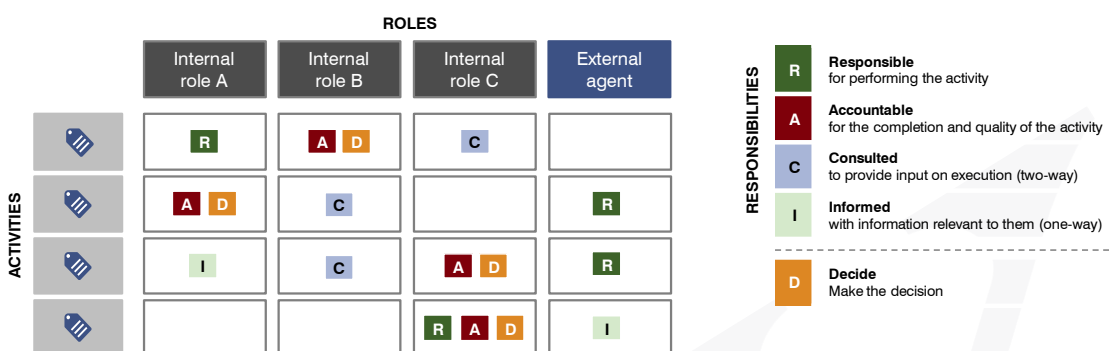 ROLES
Internal role A
Internal role B
Internal role C
External agent
ACTIVITIES
R
A D
C
A D
C
R
I
C
A D
R
R A D
I
RESPONSIBILITIES
R
Responsible
for performing the activity
A
Accountable
for the completion and quality of the activity
C
Consulted
to provide input on execution (two-way)
I
Informed
with information relevant to them (one-way)
D
Decide
Make the decision